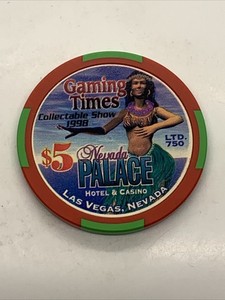 Gaming
Times
Collectable Show
1998
LTD.
750
$5
Nevada
PALACE
HOTEL & CASINO
LAS VEGAS, NEVADA